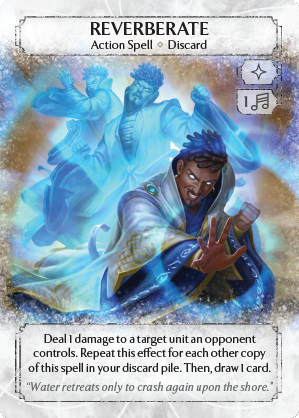 REVERBERATE
Action Spell ⟡ Discard
1
Deal 1 damage to a target unit an opponent
controls. Repeat this effect for each other copy
of this spell in your discard pile. Then, draw 1 card.
“Water retreats only to crash again upon the shore.”